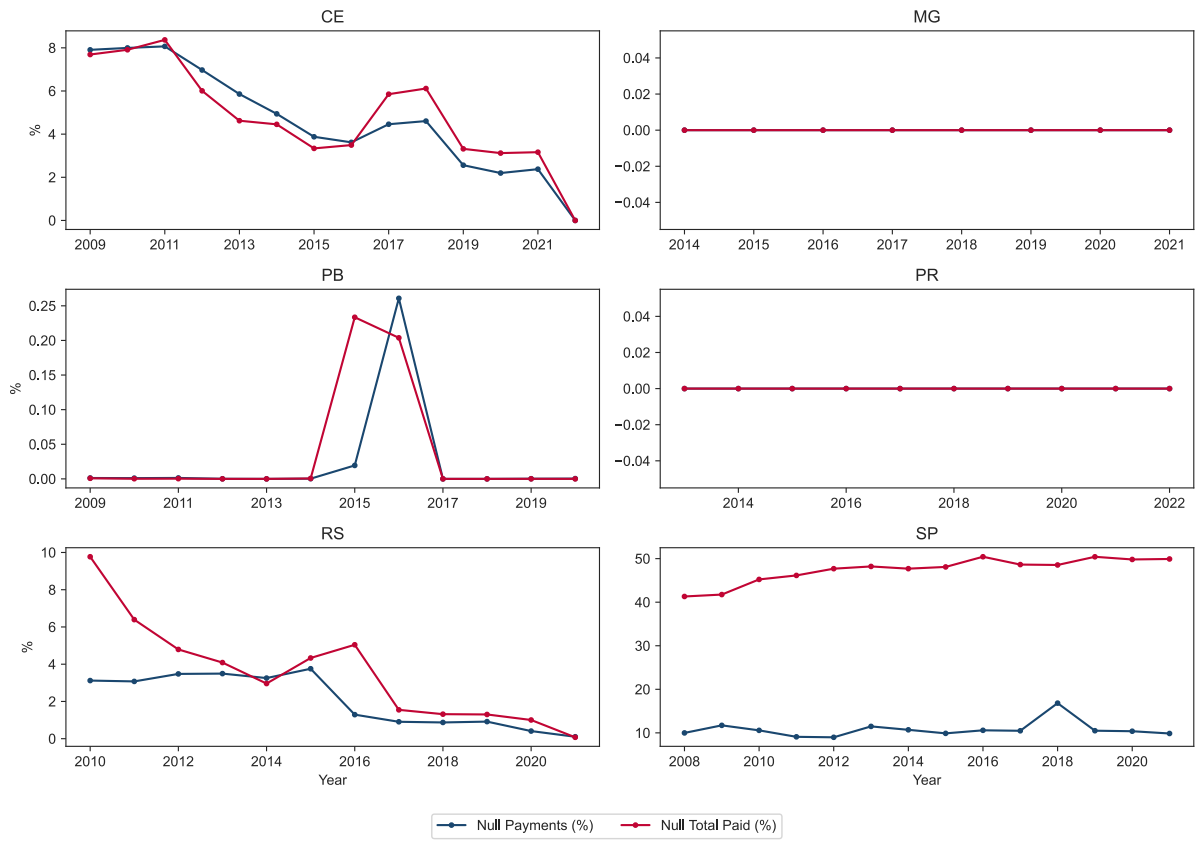 CE
%
8
6
4
2
0
2009 2011 2013 2015 2017 2019 2021
MG
0.04
0.02
0.00
−0.02
−0.04
2014 2015 2016 2017 2018 2019 2020 2021
PB
%
0.25
0.20
0.15
0.10
0.05
0.00
2009 2011 2013 2015 2017 2019
PR
0.04
0.02
0.00
−0.02
−0.04
2014 2016 2018 2020 2022
RS
%
10
8
6
4
2
0
2010 2012 2014 2016 2018 2020
Year
SP
50
40
30
20
10
2008 2010 2012 2014 2016 2018 2020
Year
Null Payments (%) Null Total Paid (%)